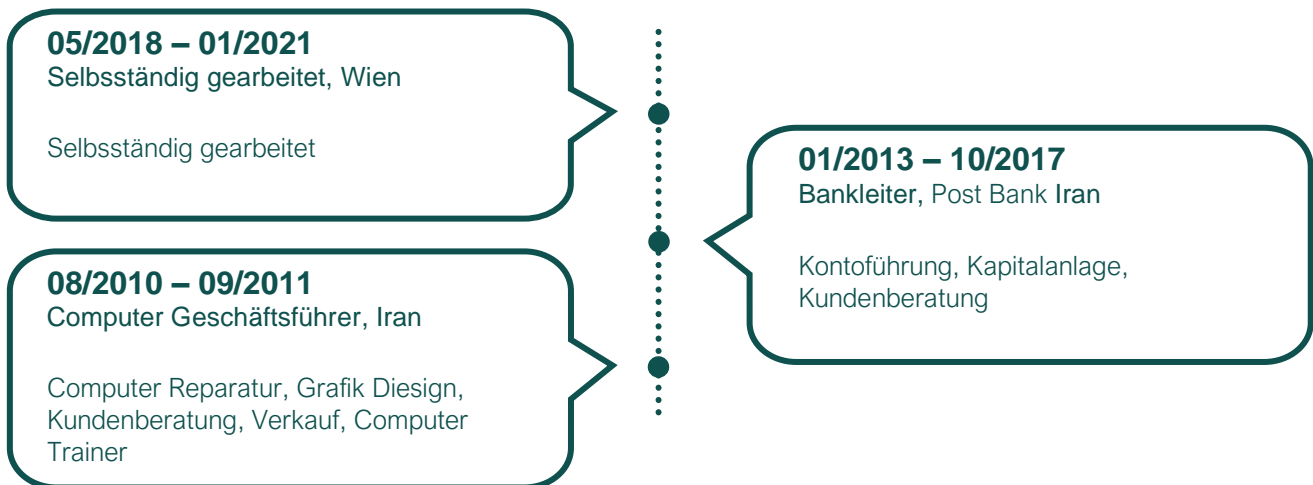 05/2018 – 01/2021
Selbsständig gearbeitet, Wien
Selbsständig gearbeitet
01/2013 – 10/2017
Bankleiter, Post Bank Iran
Kontoführung, Kapitalanlage,
Kundenberatung
08/2010 – 09/2011
Computer Geschäftsführer, Iran
Computer Reparatur, Grafik Diesign,
Kundenberatung, Verkauf, Computer
Trainer